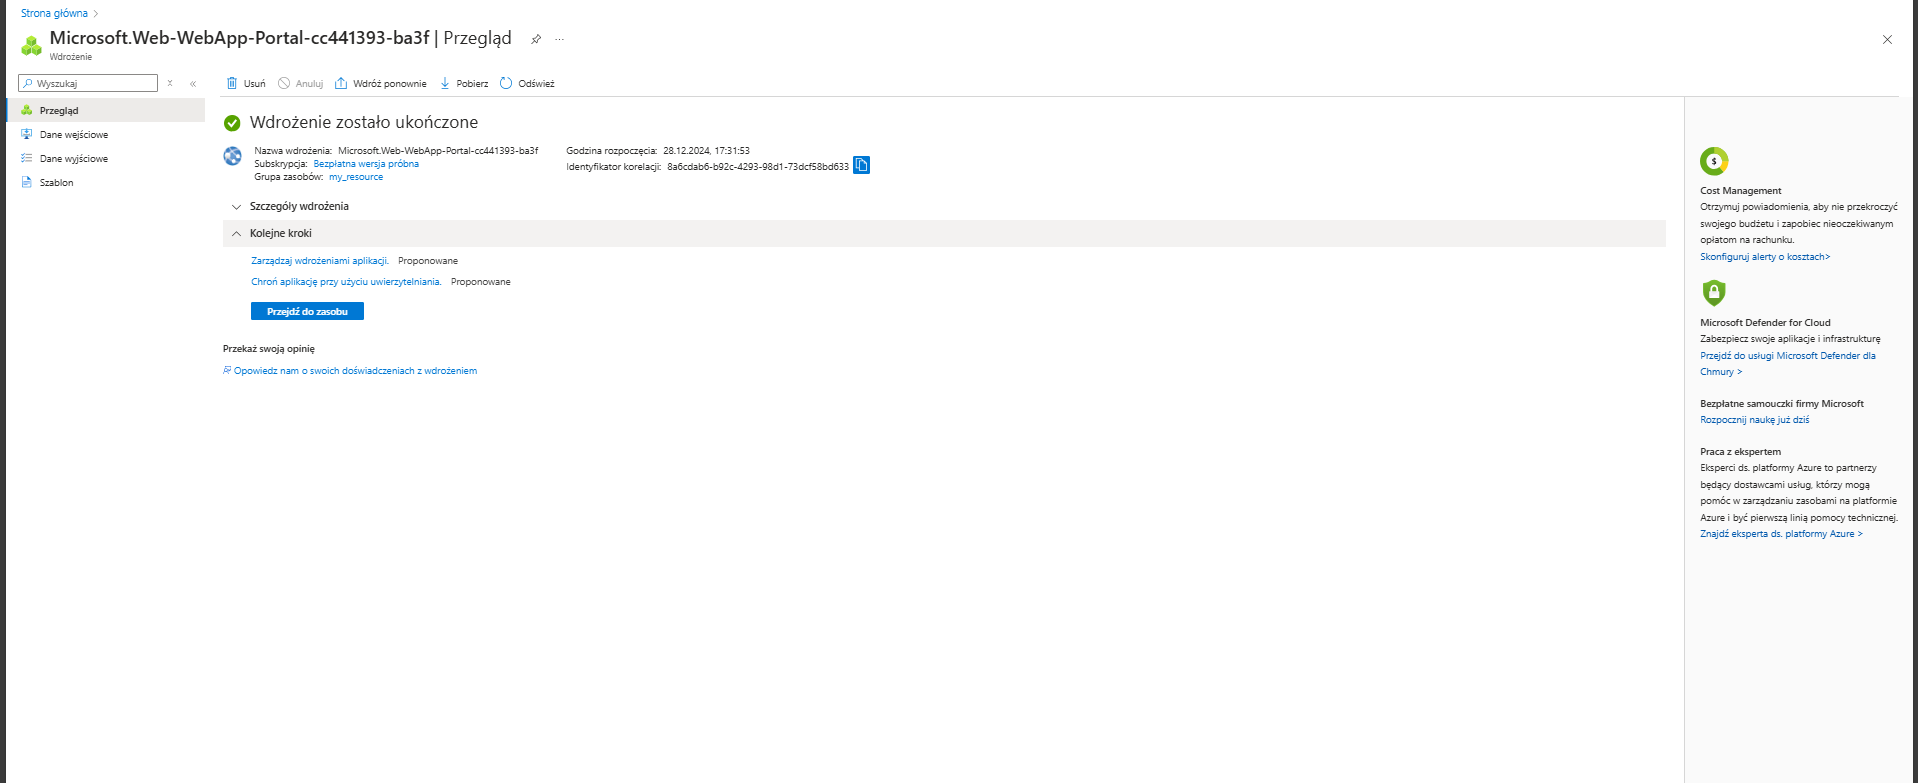 Strona główna
Microsoft.Web-WebApp-Portal-cc441393-ba3f | Przegląd
Wdrożenie
Wyszukaj
Przegląd
Dane wejściowe
Dane wyjściowe
Szablon
Usuń Anuluj Wdróż ponownie Pobierz Odśwież
Wdrożenie zostało ukończone
Nazwa wdrożenia: Microsoft.Web-WebApp-Portal-cc441393-ba3f
Subskrypcja: Bezpłatna wersja próbna
Grupa zasobów: my_resource
Godzina rozpoczęcia: 28.12.2024, 17:31:53
Identyfikator korelacji: 8a6cdab6-b92c-4293-98d1-73dcf58bd633
Szczegóły wdrożenia
Kolejne kroki
Zarządzaj wdrożeniami aplikacji. Proponowane
Chroń aplikację przy użyciu uwierzytelniania. Proponowane
Przejdź do zasobu
Przekaż swoją opinię
Opowiedz nam o swoich doświadczeniach z wdrożeniem
Cost Management
Otrzymuj powiadomienia, aby nie przekroczyć
swojego budżetu i zapobiec nieoczekiwanym
opłatom na rachunku.
Skonfiguruj alerty o kosztach>
Microsoft Defender for Cloud
Zabezpiecz swoje aplikacje i infrastrukturę
Przejdź do usługi Microsoft Defender dla
Chmury >
Bezpłatne samouczki firmy Microsoft
Rozpocznij naukę już dziś
Praca z ekspertem
Eksperci ds. platformy Azure to partnerzy
będący dostawcami usług, którzy mogą
pomóc w zarządzaniu zasobami na platformie
Azure i być pierwszą linią pomocy technicznej.
Znajdź eksperta ds. platformy Azure >